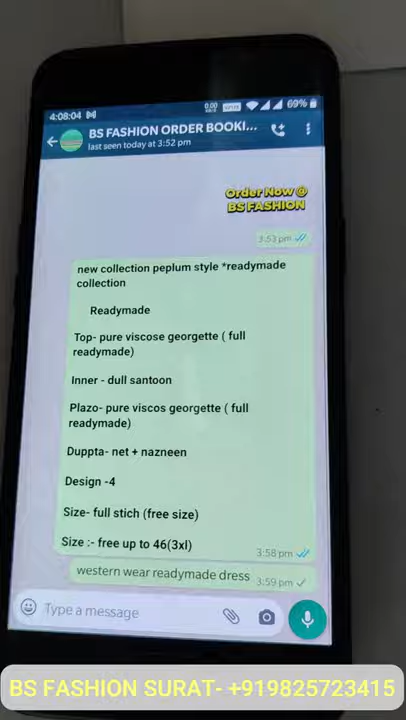 4:08:04
0.00
69%
BS FASHION ORDER BOOKI...
last seen today at 3:52 pm
Order Now @
BS FASHION
3:53 pm
new collection peplum style *readymade
collection
Readymade
Top- pure viscose georgette ( full
readymade)
Inner - dull santoon
Plazo- pure viscos georgette ( full
readymade)
Duppta- net + nazneen
Design -4
Size- full stich (free size)
Size :- free up to 46(3xl)
3:58 pm
western wear readymade dress
3:59 pm
Type a message
BS FASHION SURAT- +919825723415